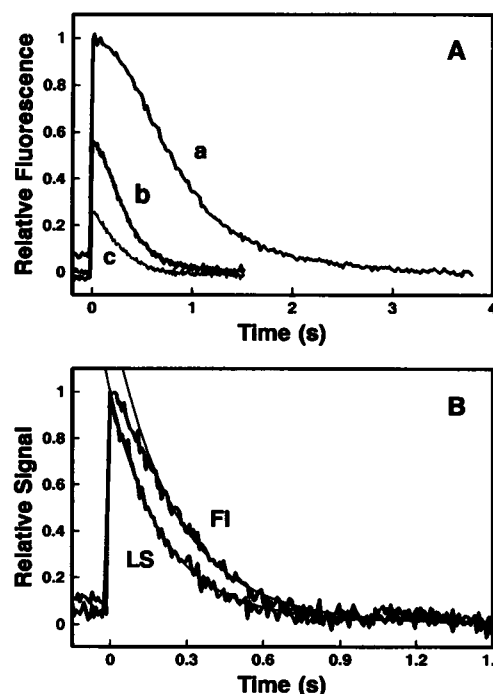 A
Relative Fluorescence
1
0.8
0.6
0.4
0.2
0
a
b
c
0 1 2 3 4
Time (s)
B
Relative Signal
1
0.8
0.6
0.4
0.2
0
Fl
LS
0 0.3 0.6 0.9 1.2 1.5
Time (s)